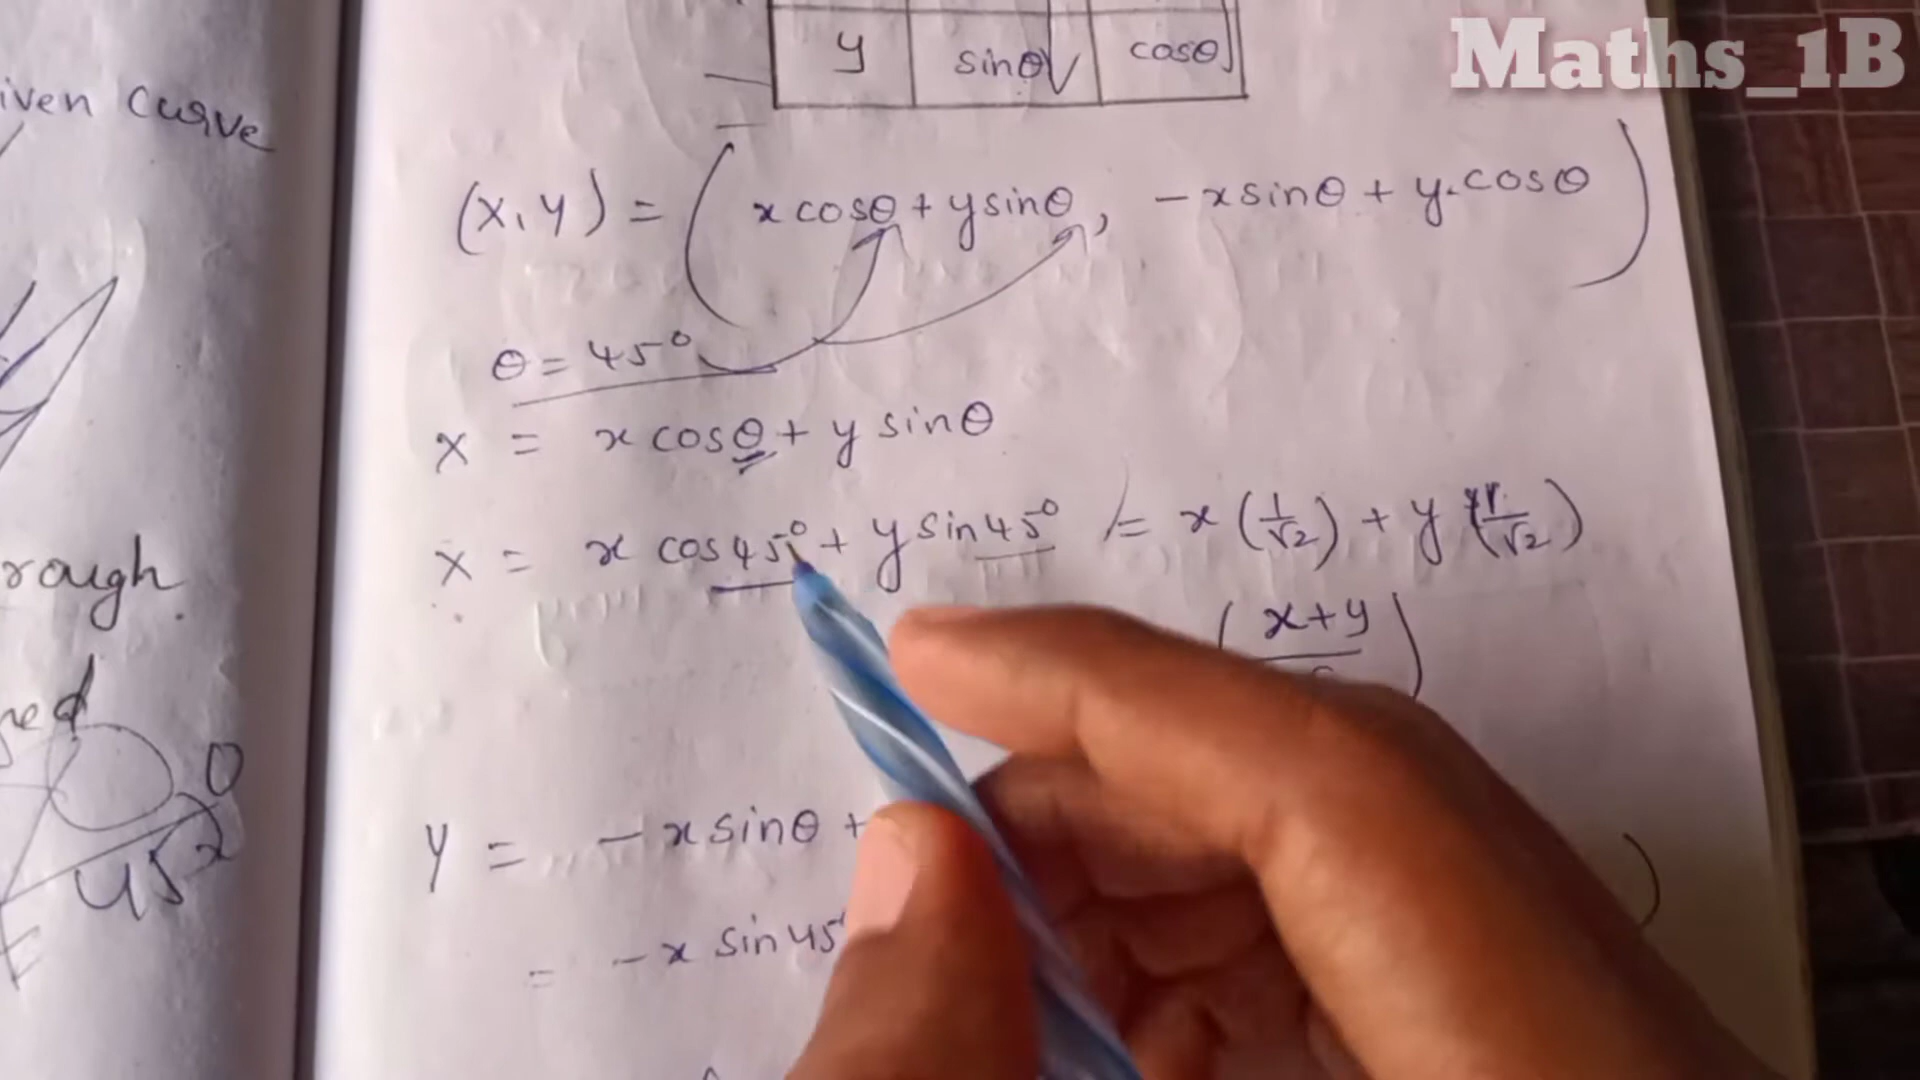 Maths_1B
y sinθ cosθ
iven curve
(X,Y) = (x cosθ + y sinθ, -x sinθ + y.cosθ)
θ = 45°
X = x cosθ + y sinθ
X = x cos45° + y sin45° = x (1/√2) + y (1/√2)
rough.
(x+y
Y = -x sinθ +
= -x sin45
45